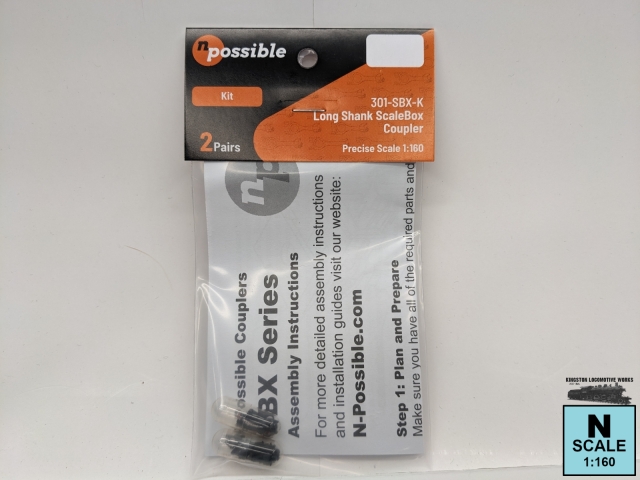 npossible
Kit
301-SBX-K
Long Shank ScaleBox
Coupler
2 Pairs
Precise Scale 1:160
np
ossible Couplers
BX Series
Assembly Instructions
For more detailed assembly instructions
and installation guides visit our website:
N-Possible.com
Step 1: Plan and Prepare
Make sure you have all of the required parts and
KINGSTON LOCOMOTIVE WORKS
N
SCALE
1:160